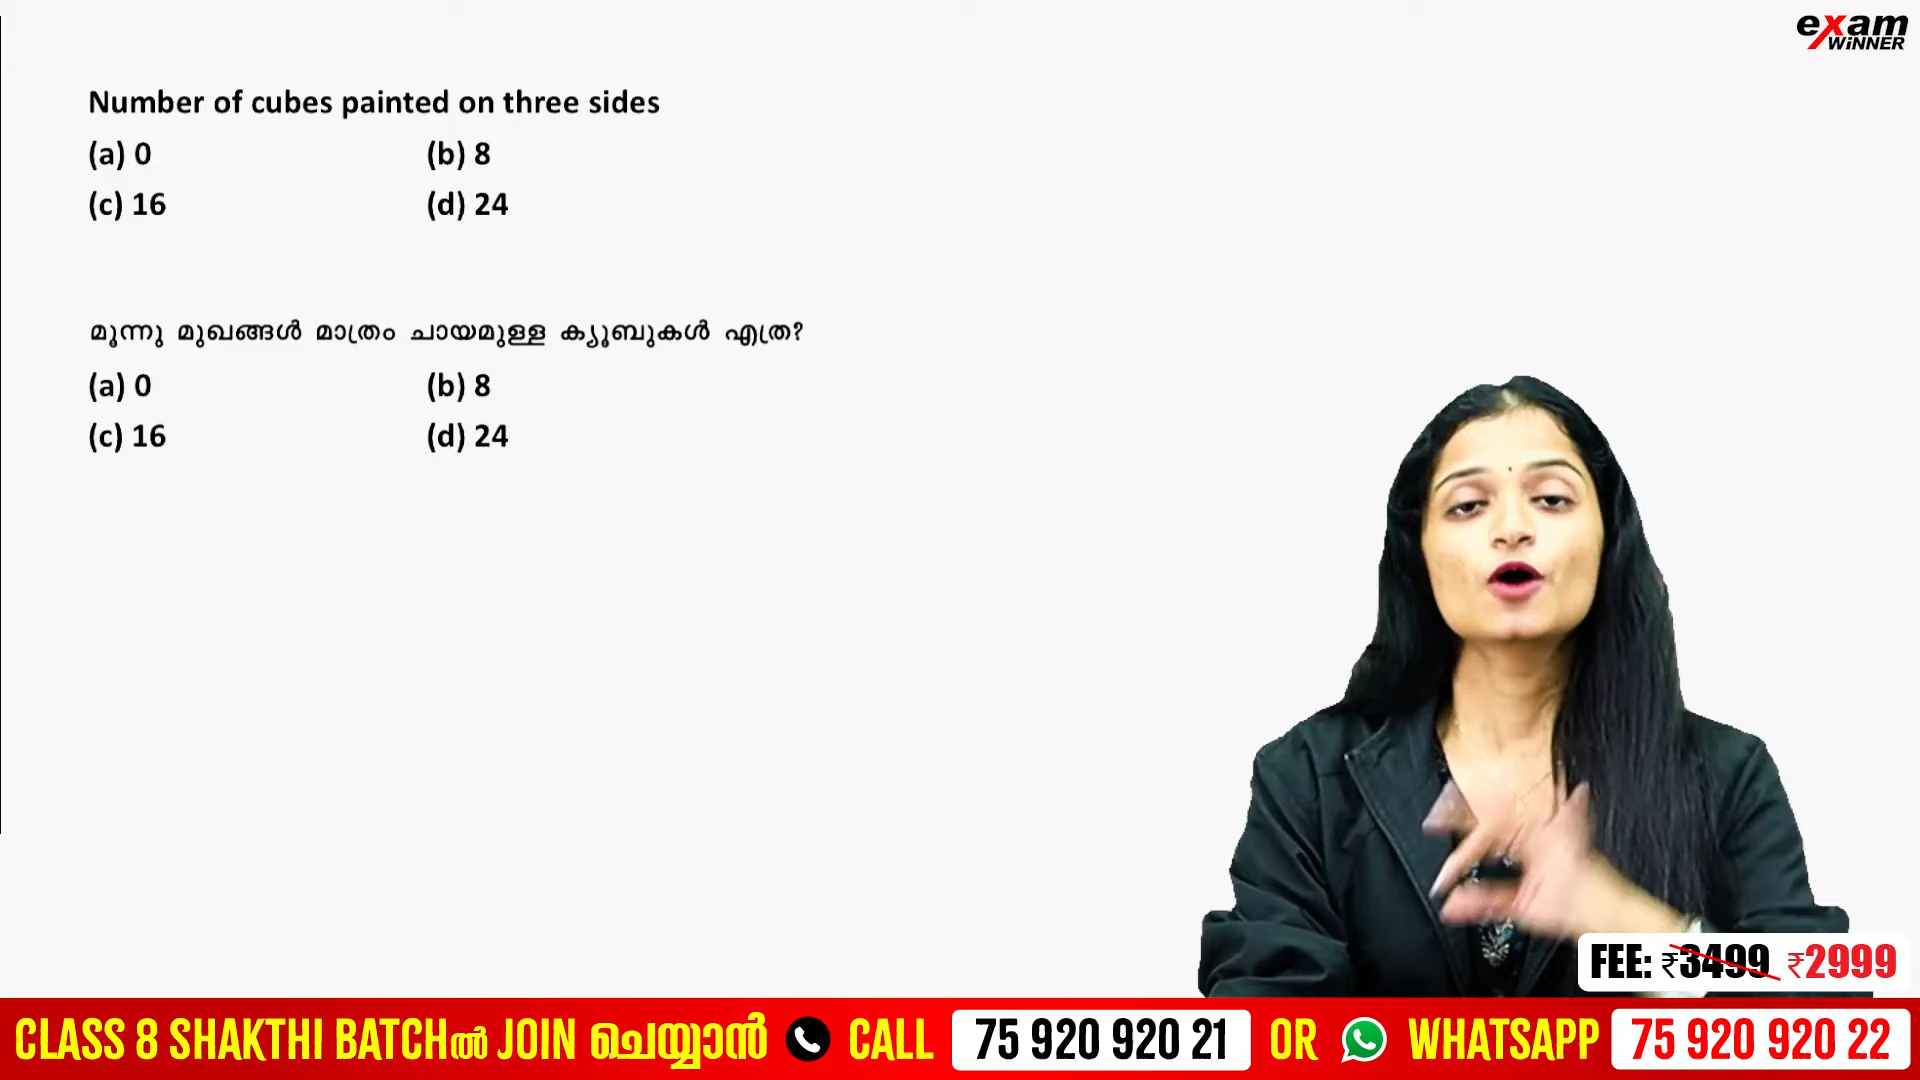 exam
WiNNER
Number of cubes painted on three sides
(a) 0 (b) 8
(c) 16 (d) 24
മൂന്നു മുഖങ്ങൾ മാത്രം ചായമുള്ള ക്യൂബുകൾ എത്ര?
(a) 0 (b) 8
(c) 16 (d) 24
FEE: ₹3499 ₹2999
CLASS 8 SHAKTHI BATCHൽ JOIN ചെയ്യാൻ CALL 75 920 920 21 OR WHATSAPP 75 920 920 22